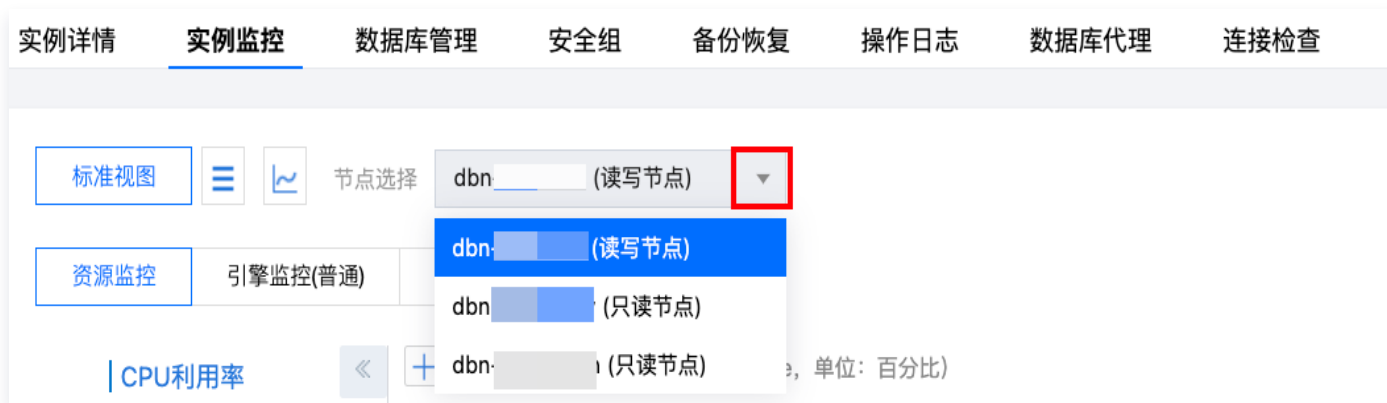 实例详情 实例监控 数据库管理 安全组 备份恢复 操作日志 数据库代理 连接检查
标准视图 节点选择 dbn- (读写节点)
dbn- (读写节点)
资源监控 引擎监控(普通)
dbn (只读节点)
CPU利用率 dbn- (只读节点) 单位：百分比)